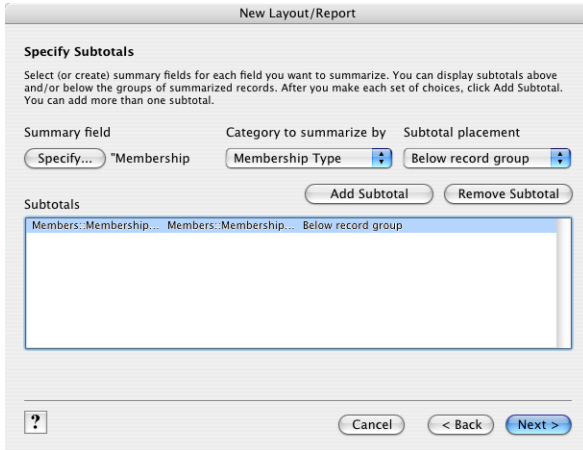 New Layout/Report
Specify Subtotals
Select (or create) summary fields for each field you want to summarize. You can display subtotals above
and/or below the groups of summarized records. After you make each set of choices, click Add Subtotal.
You can add more than one subtotal.
Summary field Category to summarize by Subtotal placement
Specify... "Membership Membership Type Below record group
Add Subtotal Remove Subtotal
Subtotals
Members::Membership... Members::Membership... Below record group
? Cancel < Back Next >